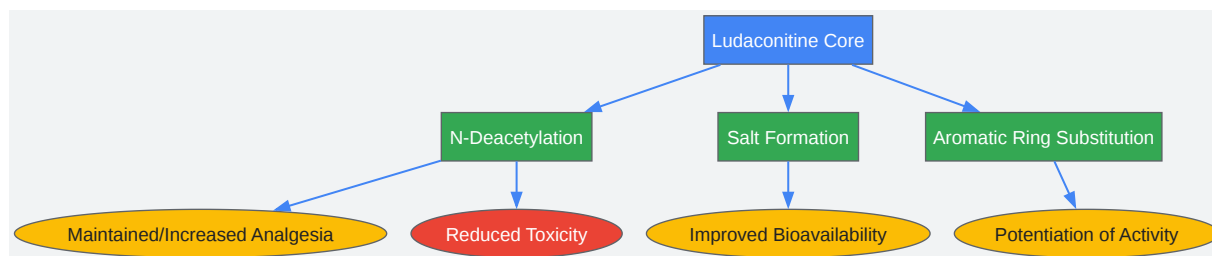 Ludaconitine Core
N-Deacetylation
Salt Formation
Aromatic Ring Substitution
Maintained/Increased Analgesia
Reduced Toxicity
Improved Bioavailability
Potentiation of Activity